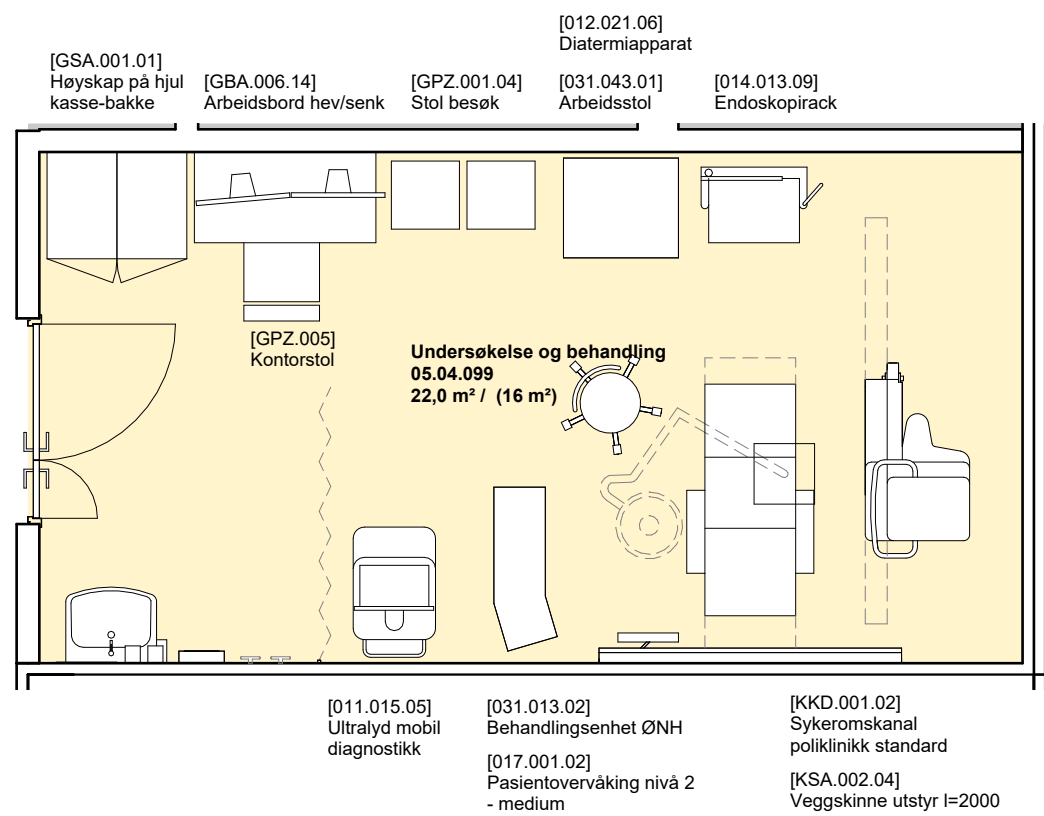 [GSA.001.01]
Høyskap på hjul
kasse-bakke
[GBA.006.14]
Arbeidsbord hev/senk
[GPZ.001.04]
Stol besøk
[012.021.06]
Diatermiapparat
[031.043.01]
Arbeidsstol
[014.013.09]
Endoskopirack
[GPZ.005]
Kontorstol
Undersøkelse og behandling
05.04.099
22,0 m² / (16 m²)
[011.015.05]
Ultralyd mobil
diagnostikk
[031.013.02]
Behandlingsenhet ØNH
[017.001.02]
Pasientovervåking nivå 2
- medium
[KKD.001.02]
Sykeromskanal
poliklinikk standard
[KSA.002.04]
Veggskinne utstyr l=2000